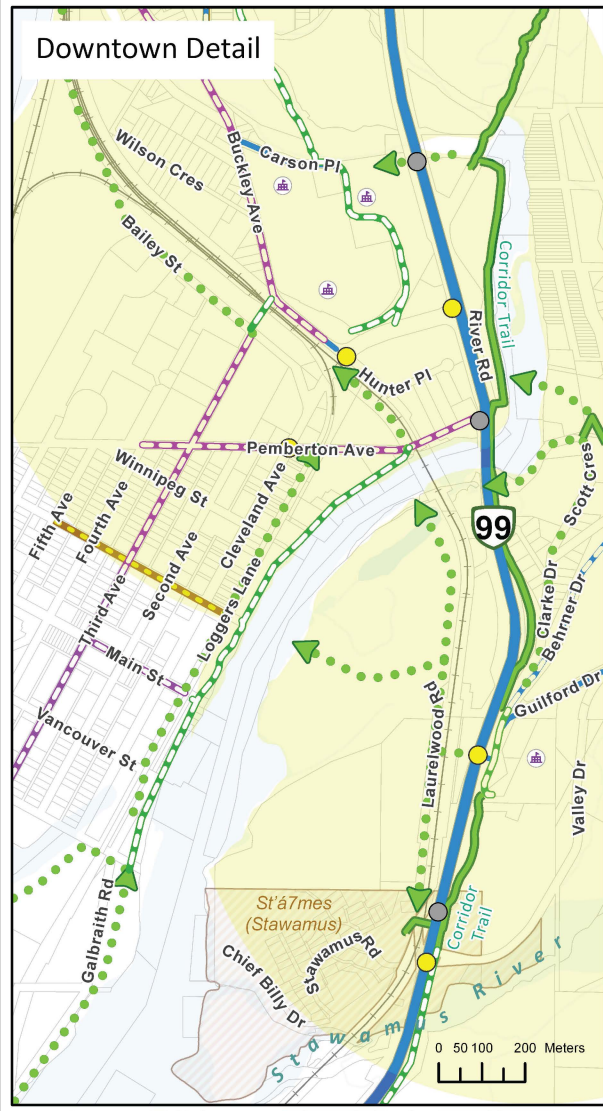 Downtown Detail
Wilson Cres
Buckley Ave
Carson Pl
Bailey St
Corridor Trail
River Rd
Hunter Pl
Pemberton Ave
Winnipeg St
Cleveland Ave
Scott Cres
99
Fifth Ave
Fourth Ave
Second Ave
Third Ave
Loggers Lane
Clarke Dr
Behrner Dr
Main St
Guilford Dr
Vancouver St
Laurelwood Rd
Valley Dr
Galbraith Rd
St'á7mes
(Stawamus)
Stawamus Rd
Corridor
Trail
Chief Billy Dr
Stawamus River
0 50 100 200 Meters